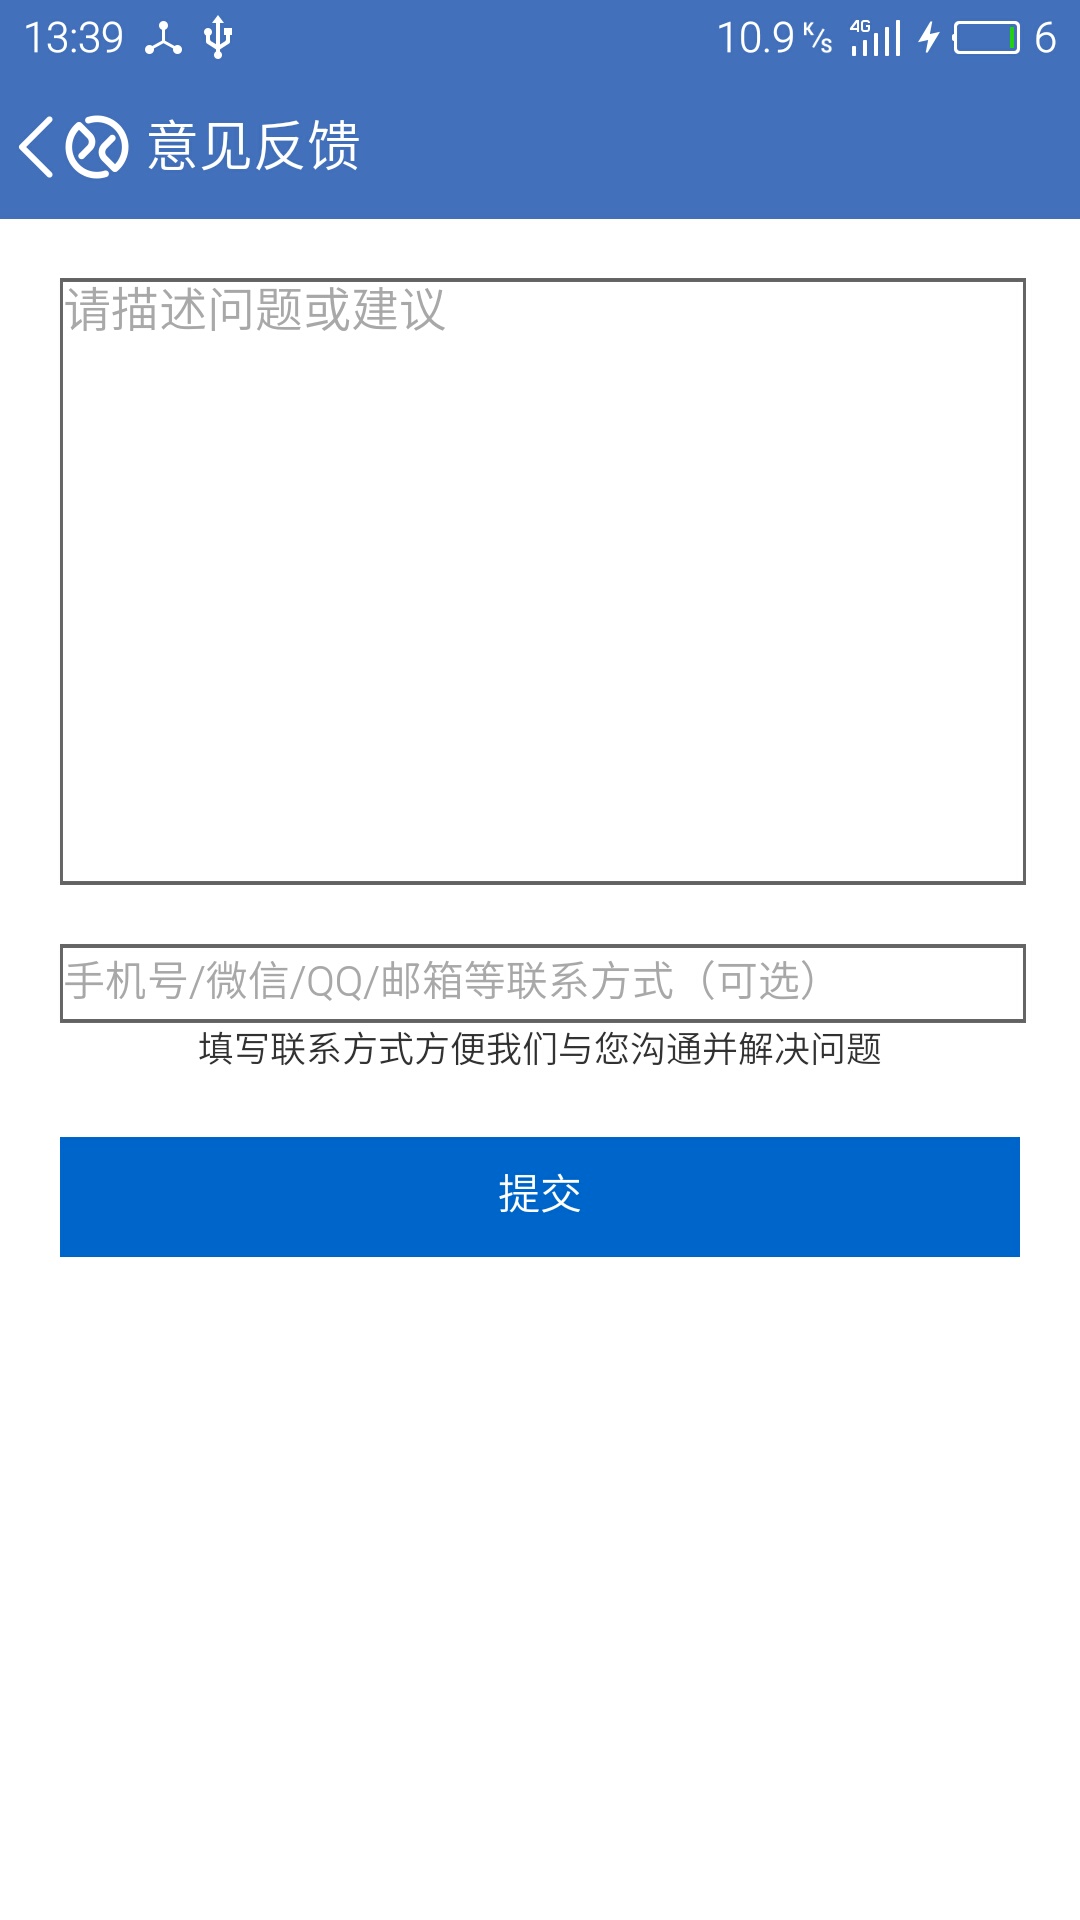 13:39 10.9 K/s 4G 6
意见反馈
请描述问题或建议
手机号/微信/QQ/邮箱等联系方式（可选）
填写联系方式方便我们与您沟通并解决问题
提交